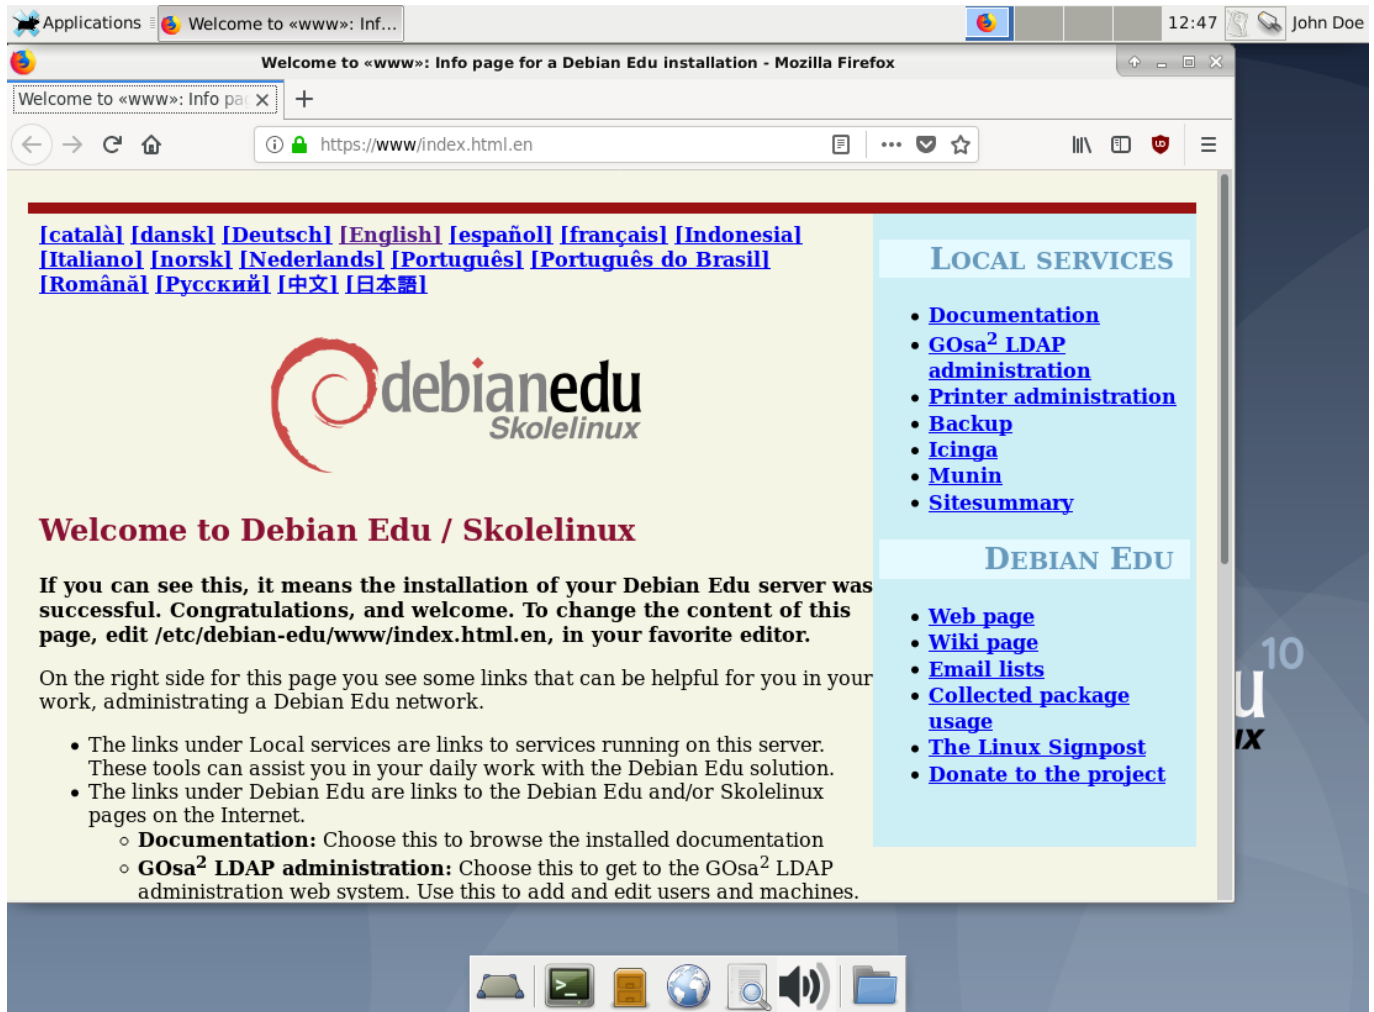 Applications
Welcome to «www»: Inf...
12:47
John Doe
Welcome to «www»: Info page for a Debian Edu installation - Mozilla Firefox
Welcome to «www»: Info pag
https://www/index.html.en
[català] [dansk] [Deutsch] [English] [español] [français] [Indonesia]
[Italiano] [norsk] [Nederlands] [Português] [Português do Brasil]
[Română] [Русский] [中文] [日本語]
debianedu
Skolelinux
Welcome to Debian Edu / Skolelinux
If you can see this, it means the installation of your Debian Edu server was
successful. Congratulations, and welcome. To change the content of this
page, edit /etc/debian-edu/www/index.html.en, in your favorite editor.
On the right side for this page you see some links that can be helpful for you in your
work, administrating a Debian Edu network.
• The links under Local services are links to services running on this server.
These tools can assist you in your daily work with the Debian Edu solution.
• The links under Debian Edu are links to the Debian Edu and/or Skolelinux
pages on the Internet.
◦ Documentation: Choose this to browse the installed documentation
◦ GOsa² LDAP administration: Choose this to get to the GOsa² LDAP
administration web system. Use this to add and edit users and machines.
Local services
• Documentation
• GOsa² LDAP
administration
• Printer administration
• Backup
• Icinga
• Munin
• Sitesummary
Debian Edu
• Web page
• Wiki page
• Email lists
• Collected package
usage
• The Linux Signpost
• Donate to the project
10
u
ux